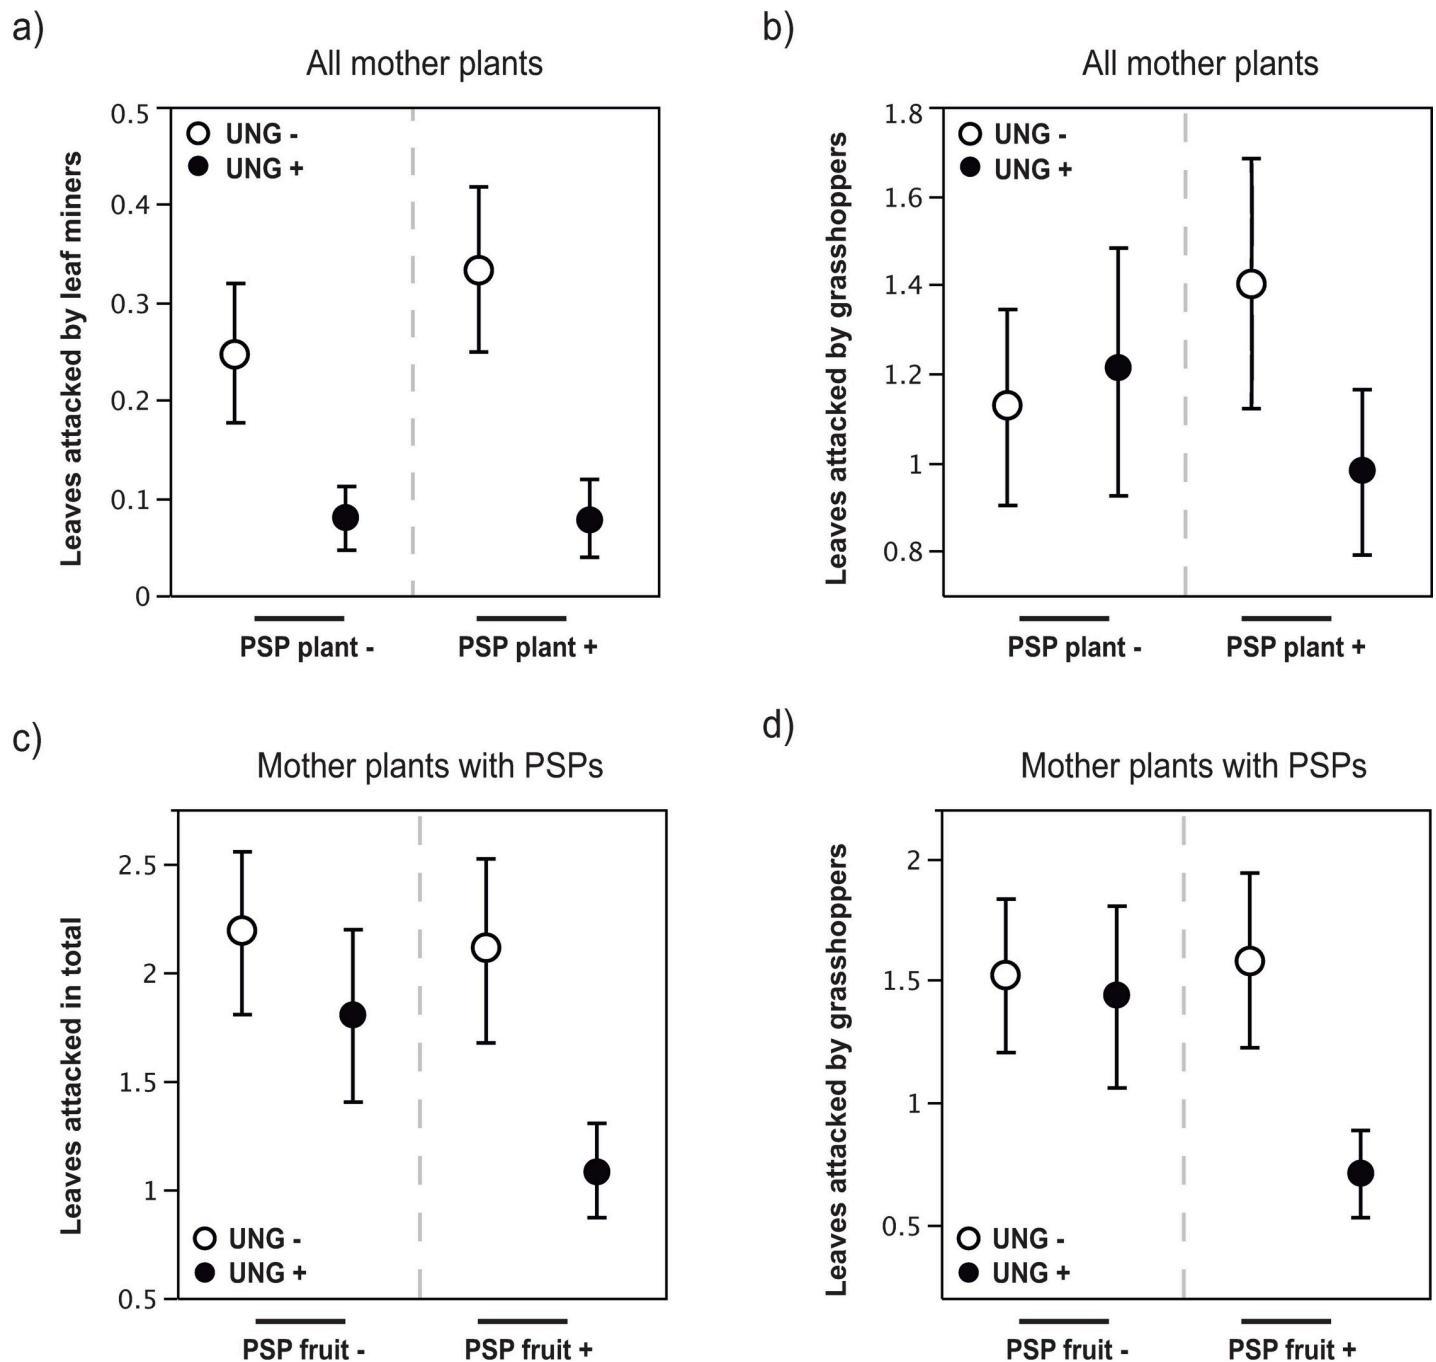 a)
All mother plants
Leaves attacked by leaf miners
0.5
0.4
0.3
0.2
0.1
0
UNG -
UNG +
PSP plant -
PSP plant +
b)
All mother plants
Leaves attacked by grasshoppers
1.8
1.6
1.4
1.2
1
0.8
UNG -
UNG +
PSP plant -
PSP plant +
c)
Mother plants with PSPs
Leaves attacked in total
2.5
2
1.5
1
0.5
UNG -
UNG +
PSP fruit -
PSP fruit +
d)
Mother plants with PSPs
Leaves attacked by grasshoppers
2
1.5
1
0.5
UNG -
UNG +
PSP fruit -
PSP fruit +